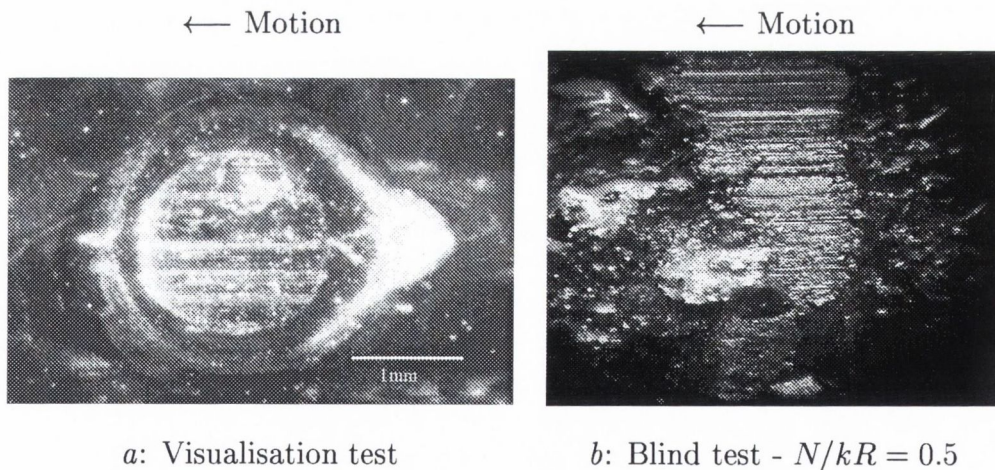 ← Motion
← Motion
1mm
a: Visualisation test
b: Blind test - N/kR = 0.5